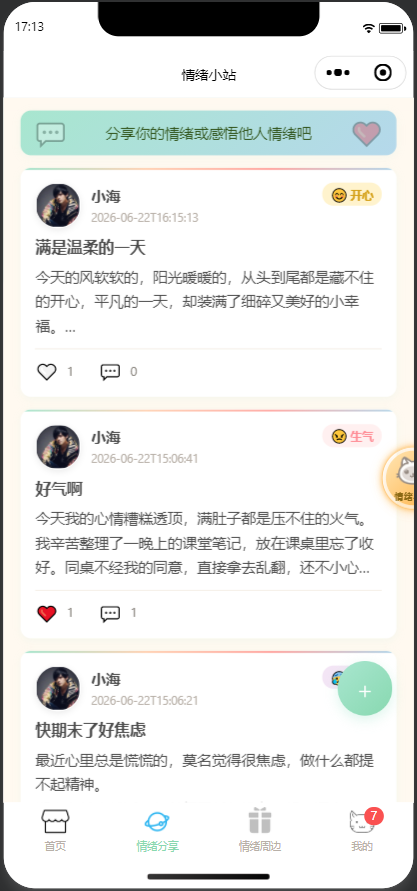 17:13
情绪小站
分享你的情绪或感悟他人情绪吧
小海
开心
2026-06-22T16:15:13
满是温柔的一天
今天的风软软的，阳光暖暖的，从头到尾都是藏不住
的开心，平凡的一天，却装满了细碎又美好的小幸
福。...
1
0
小海
生气
2026-06-22T15:06:41
好气啊
今天我的心情糟糕透顶，满肚子都是压不住的火气。
我辛苦整理了一晚上的课堂笔记，放在课桌里忘了收
好。同桌不经我的同意，直接拿去乱翻，还不小心...
情绪
1
1
小海
2026-06-22T15:06:21
+
快期末了好焦虑
最近心里总是慌慌的，莫名觉得很焦虑，做什么都提
不起精神。
7
首页
情绪分享
情绪周边
我的